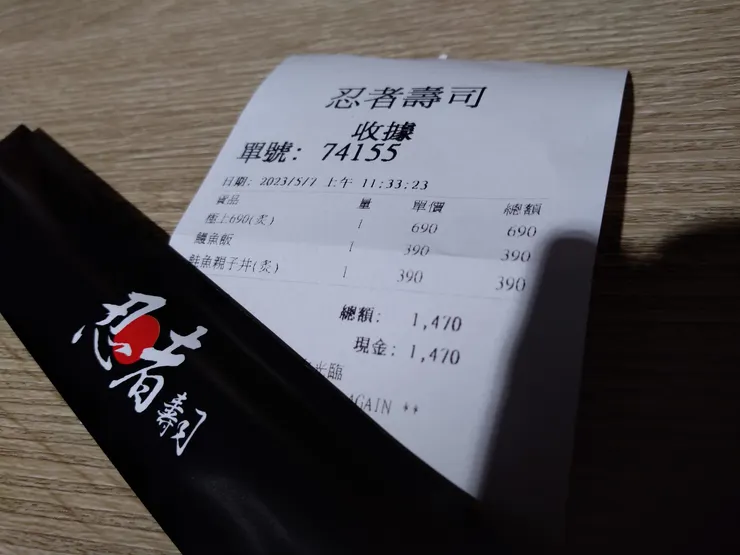 忍者壽司
收據
單號: 74155
日期: 2023/5/7 上午 11:33:23
貨品 量 單價 總額
極上690(炙) 1 690 690
鰻魚飯 1 390 390
鮭魚親子丼(炙) 1 390 390
總額: 1,470
現金: 1,470
光臨
AGAIN
忍者
壽司